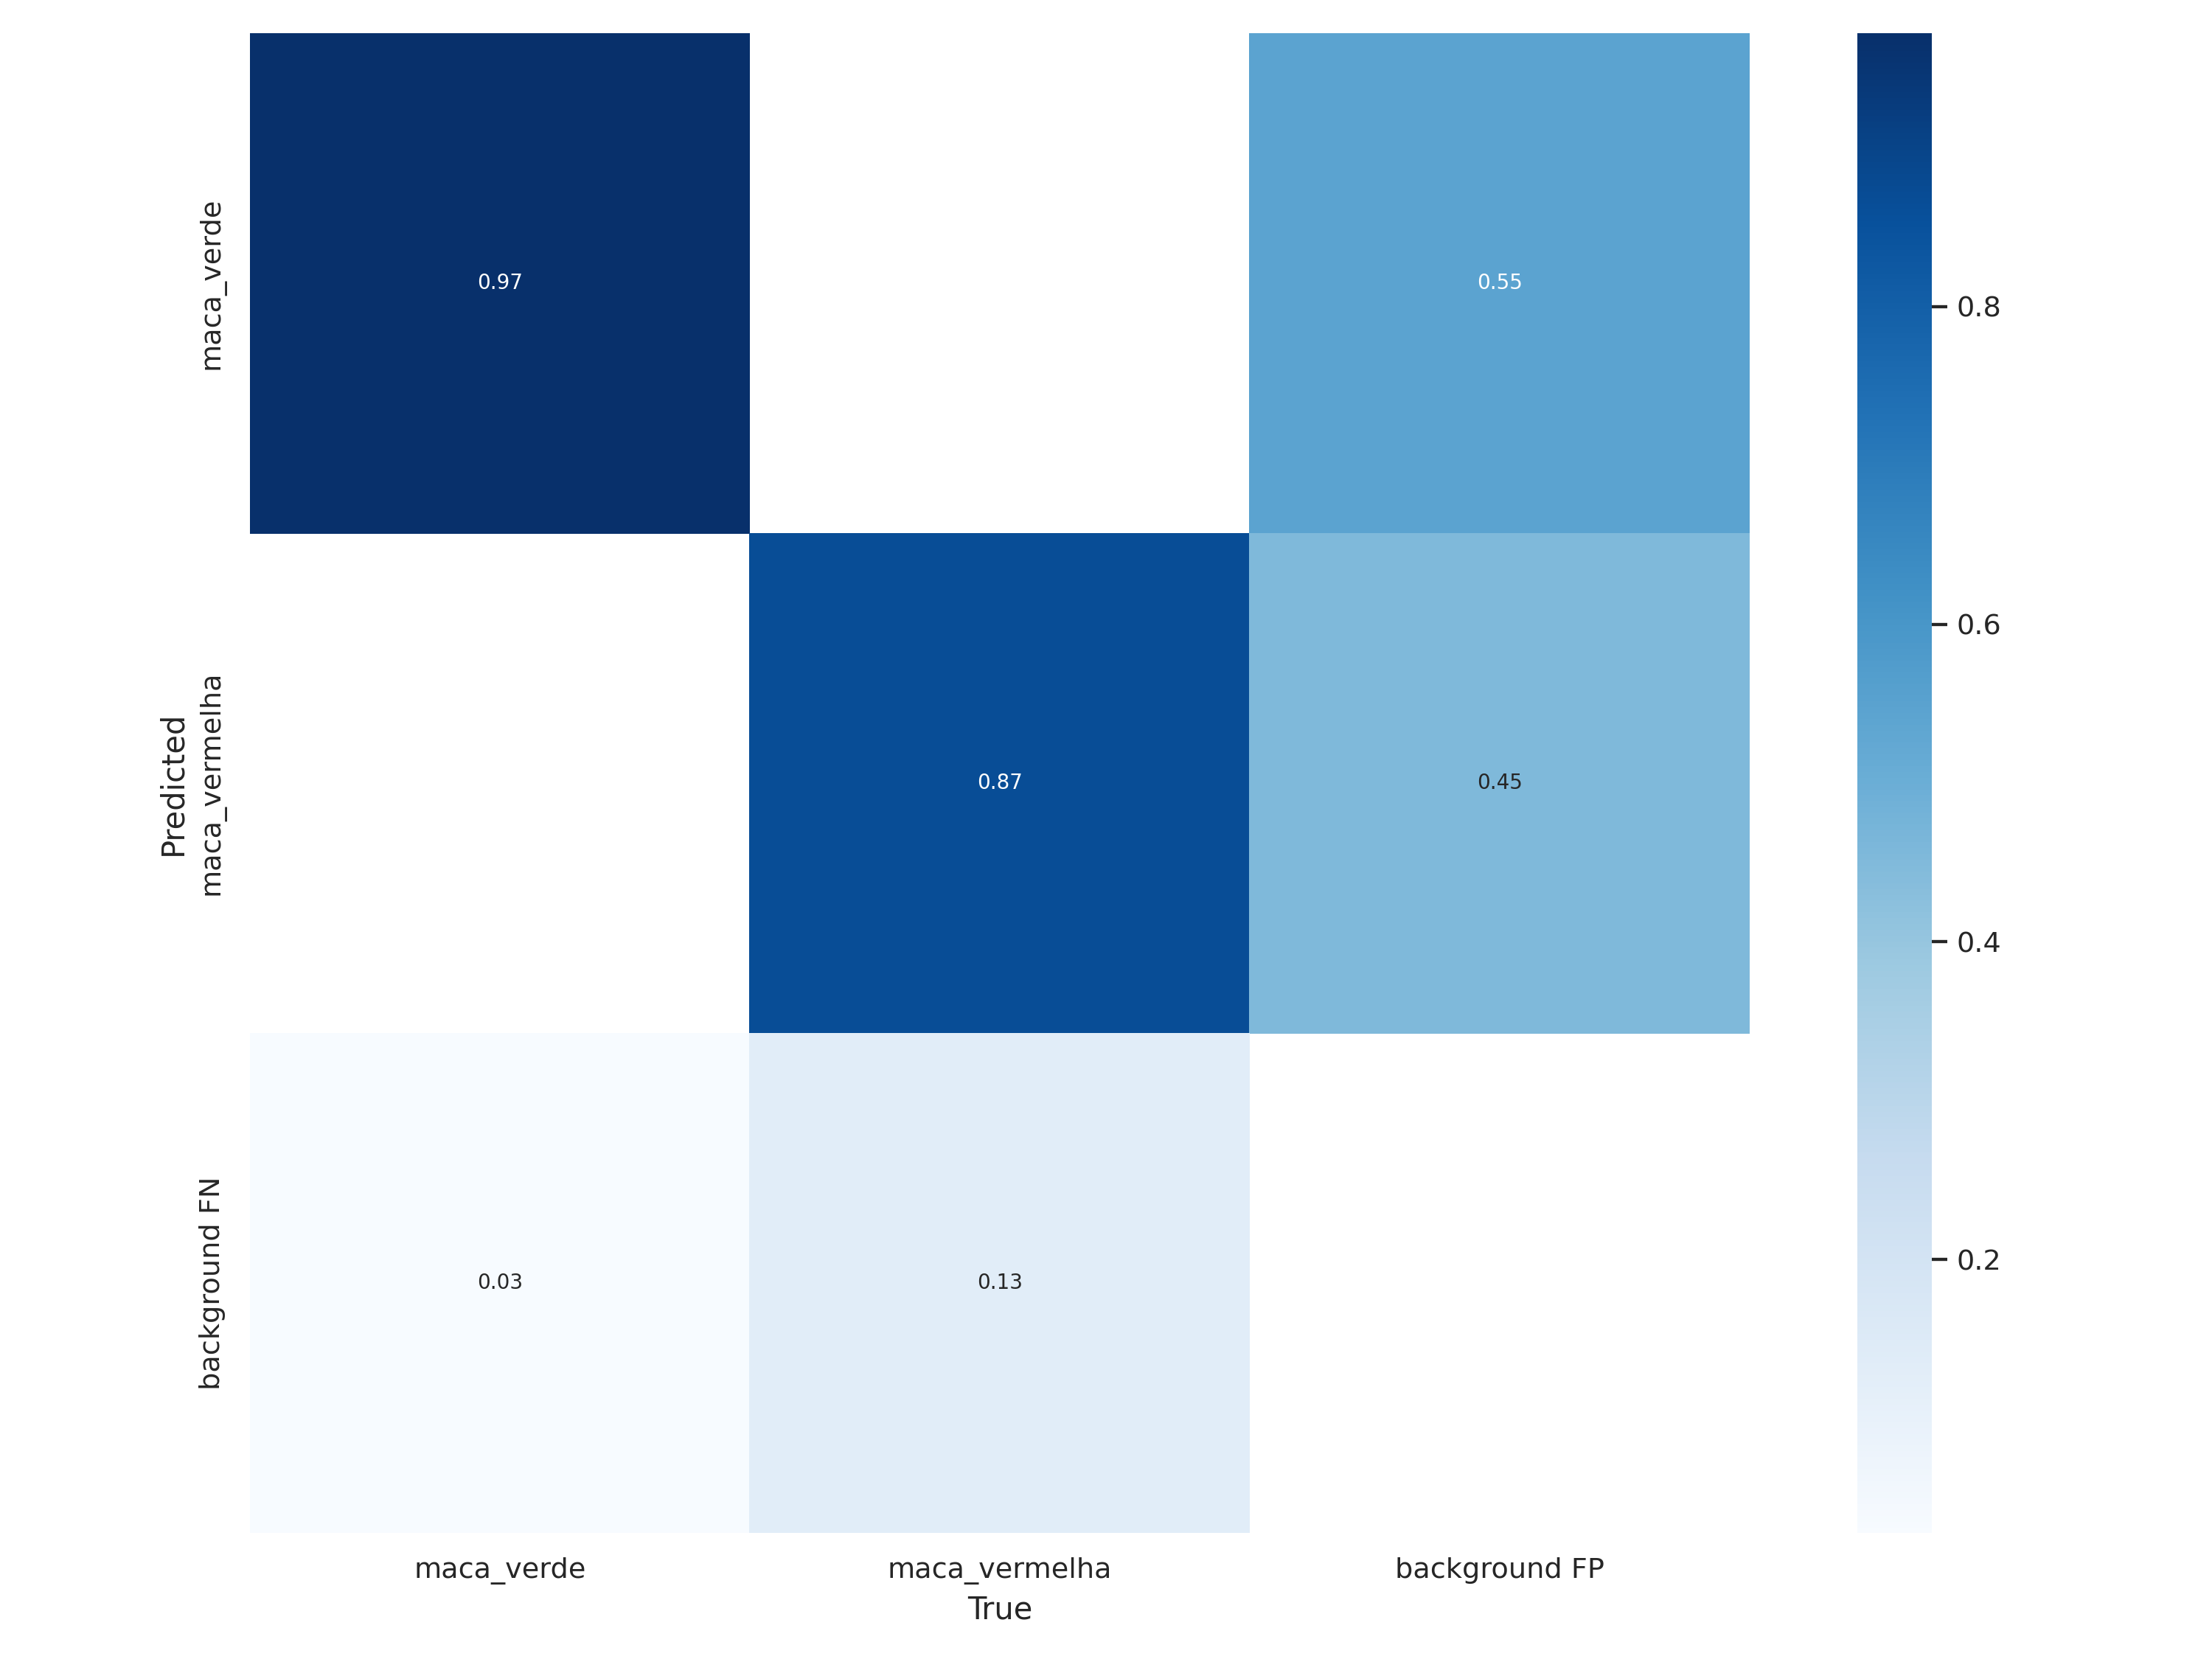 maca_verde
0.97
0.55
0.8
0.6
Predicted
maca_vermelha
0.87
0.45
0.4
background FN
0.03
0.13
0.2
maca_verde
maca_vermelha
background FP
True